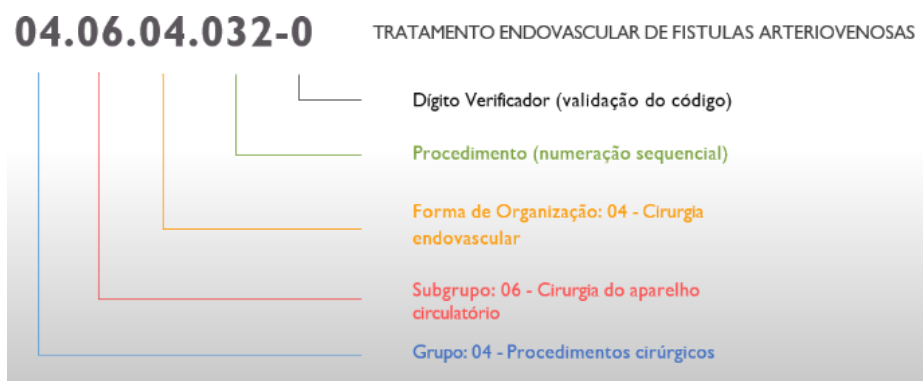 04.06.04.032-0 TRATAMENTO ENDOVASCULAR DE FISTULAS ARTERIOVENOSAS
Dígito Verificador (validação do código)
Procedimento (numeração sequencial)
Forma de Organização: 04 - Cirurgia
endovascular
Subgrupo: 06 - Cirurgia do aparelho
circulatório
Grupo: 04 - Procedimentos cirúrgicos